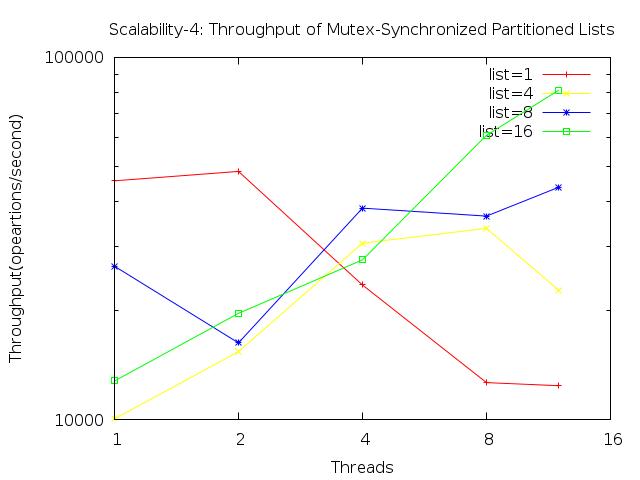 Scalability-4: Throughput of Mutex-Synchronized Partitioned Lists
100000
list=1
list=4
list=8
list=16
Throughput(opeartions/second)
10000
1 2 4 8 16
Threads